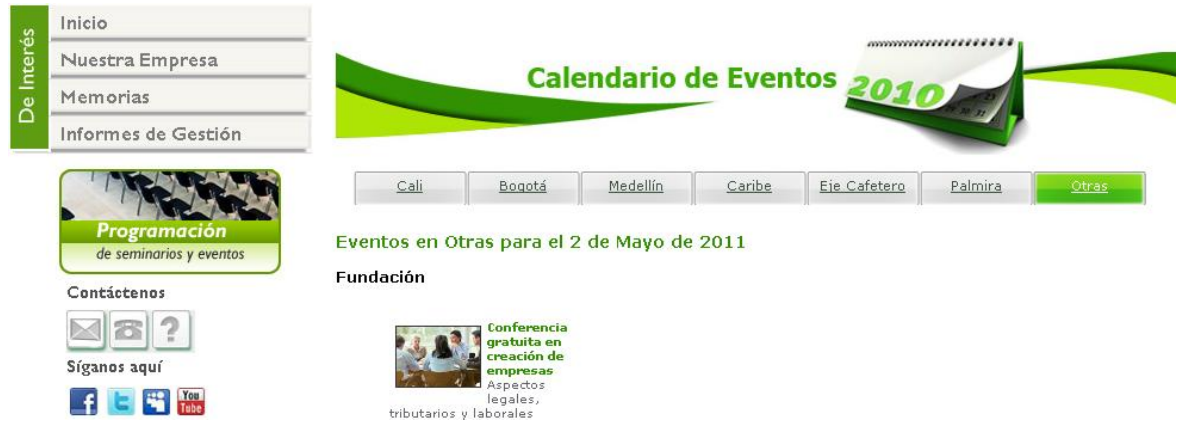 De Interés
Inicio
Nuestra Empresa
Memorias
Informes de Gestión
Programación
de seminarios y eventos
Contáctenos
?
Síganos aquí
f
t
You
Tube
Calendario de Eventos
2010
Cali
Bogotá
Medellín
Caribe
Eje Cafetero
Palmira
Otras
Eventos en Otras para el 2 de Mayo de 2011
Fundación
Conferencia
gratuita en
creación de
empresas
Aspectos
legales,
tributarios y laborales